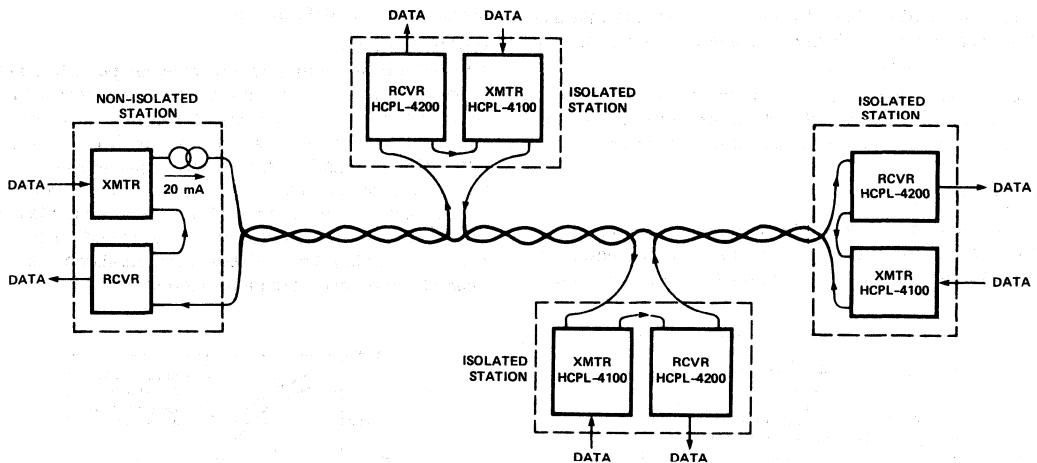 NON-ISOLATED
STATION
DATA
XMTR
20 mA
DATA
RCVR
DATA
DATA
RCVR
HCPL-4200
XMTR
HCPL-4100
ISOLATED
STATION
ISOLATED
STATION
XMTR
HCPL-4100
RCVR
HCPL-4200
DATA
DATA
ISOLATED
STATION
RCVR
HCPL-4200
DATA
XMTR
HCPL-4100
DATA